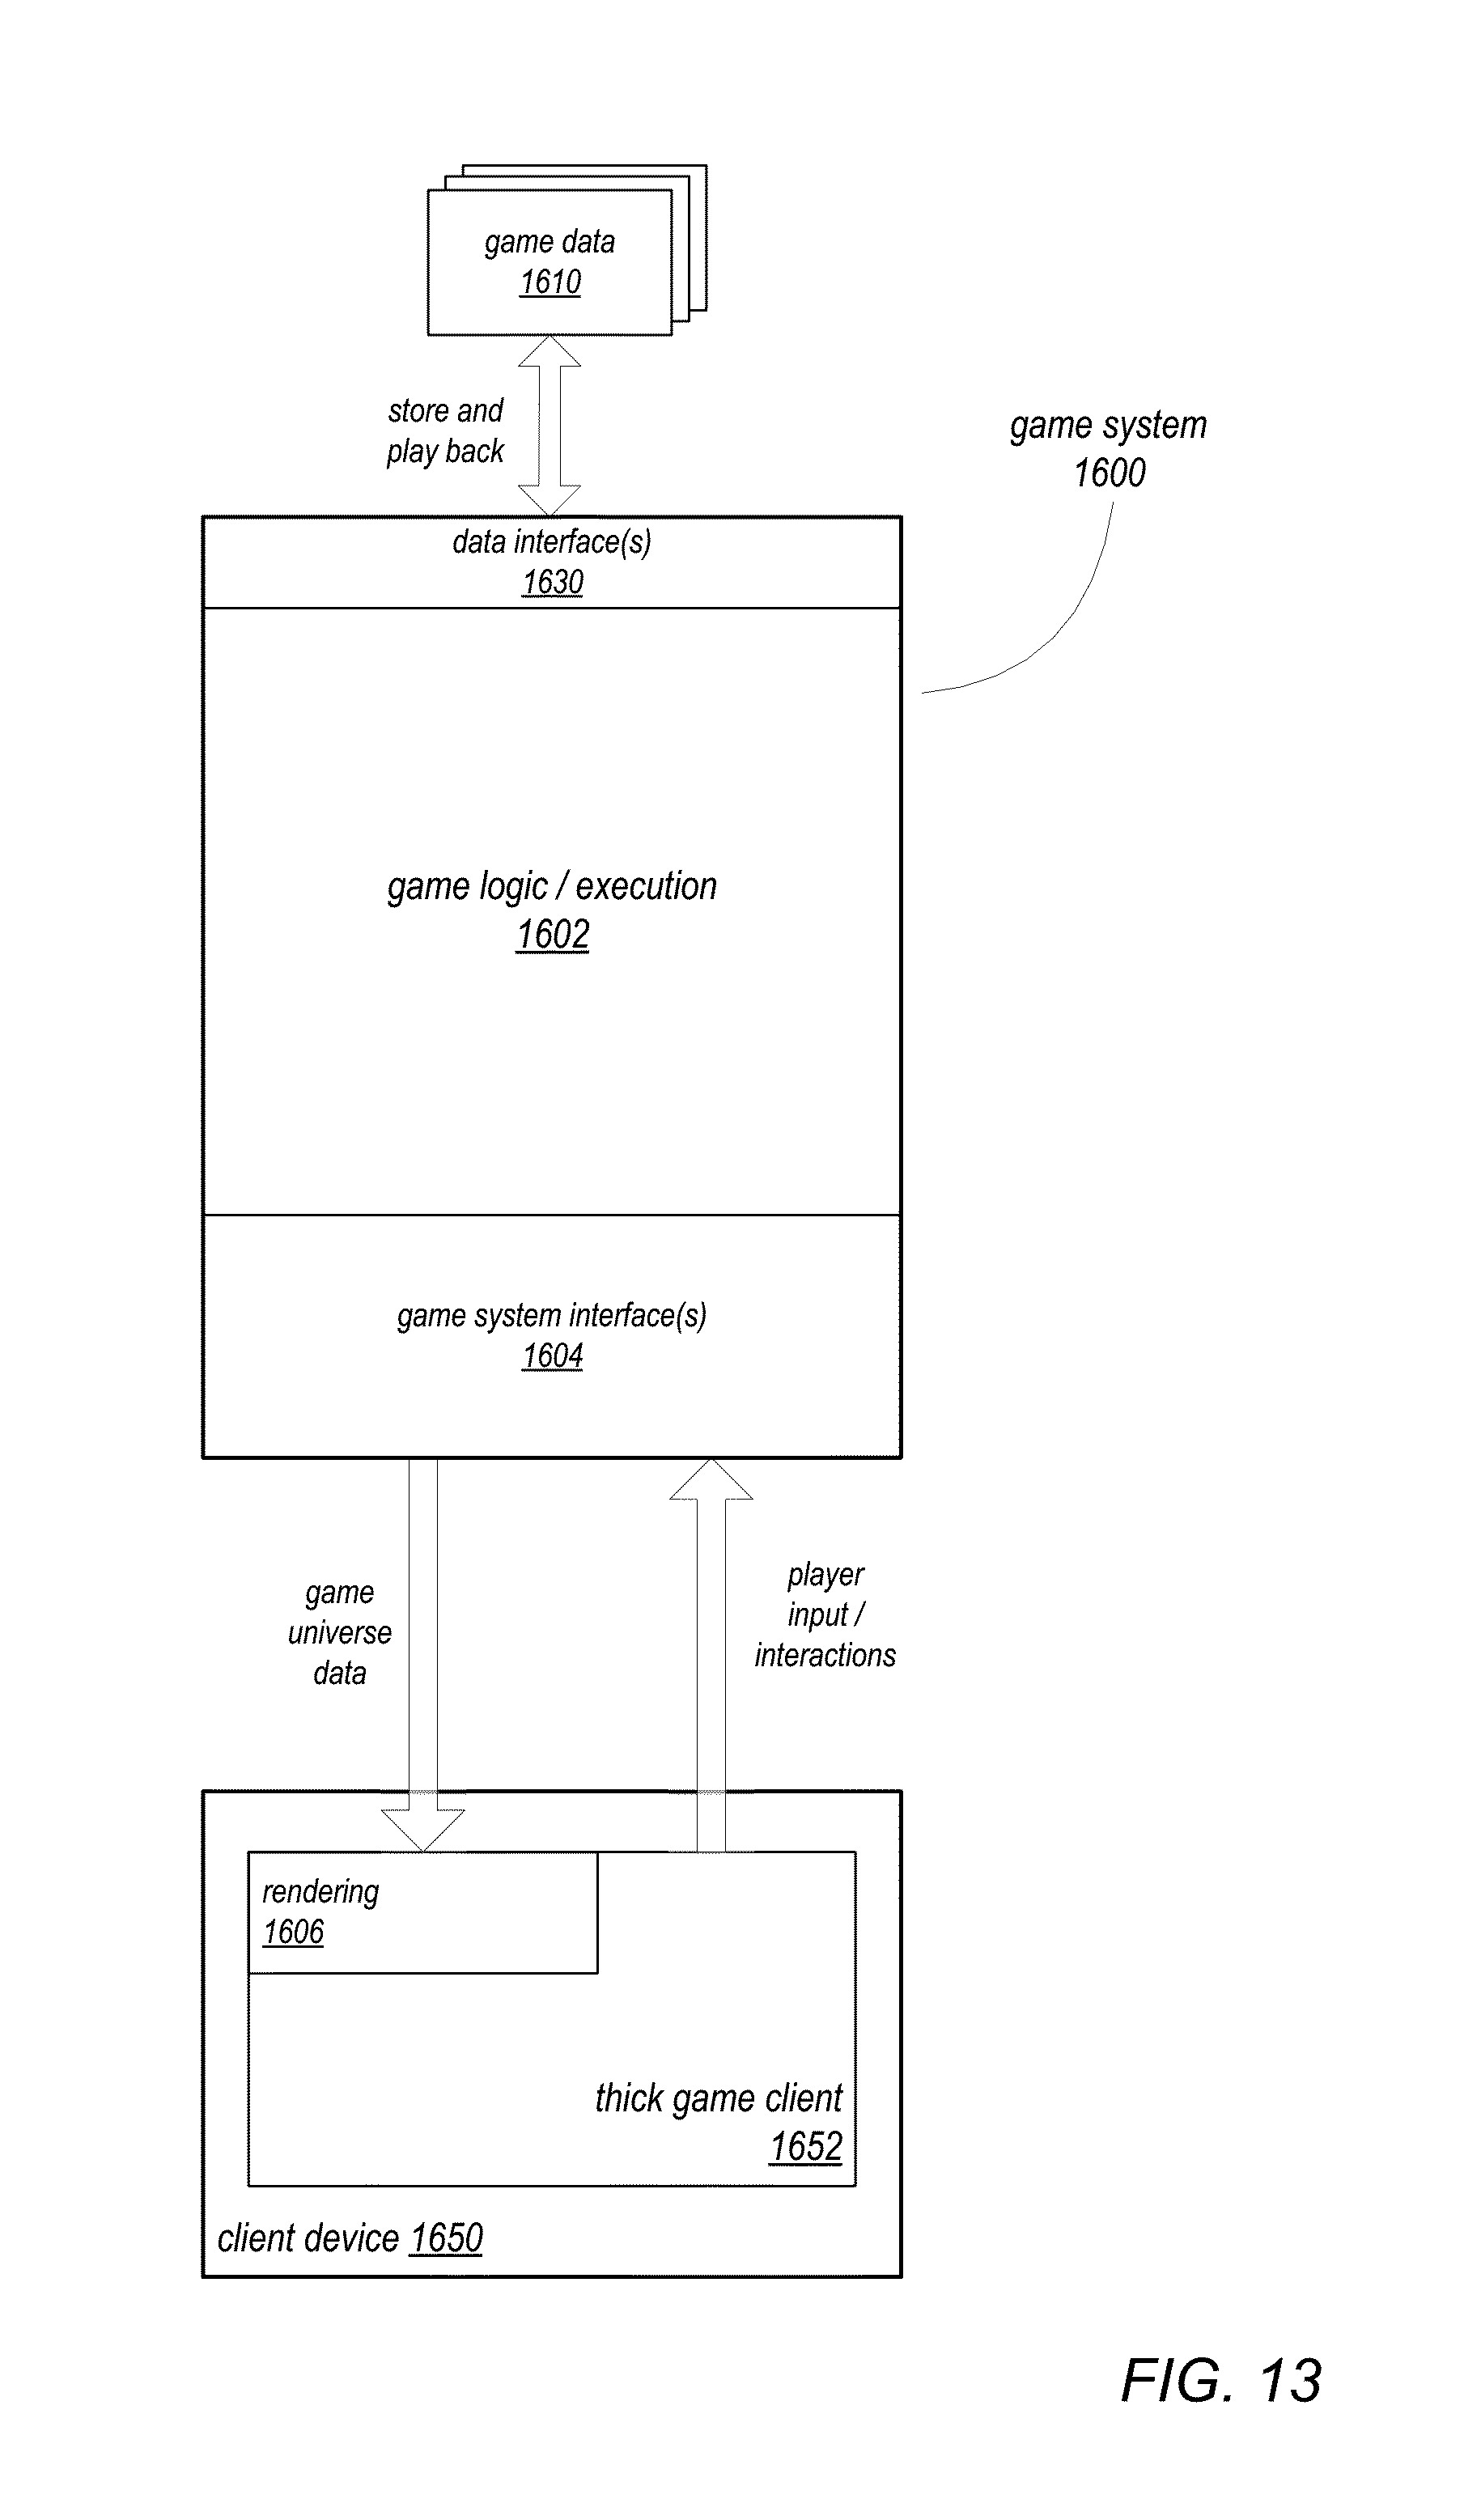 game data
1610
store and
play back
game system
1600
data interface(s)
1630
game logic / execution
1602
game system interface(s)
1604
game
universe
data
player
input /
interactions
rendering
1606
thick game client
1652
client device 1650
FIG. 13